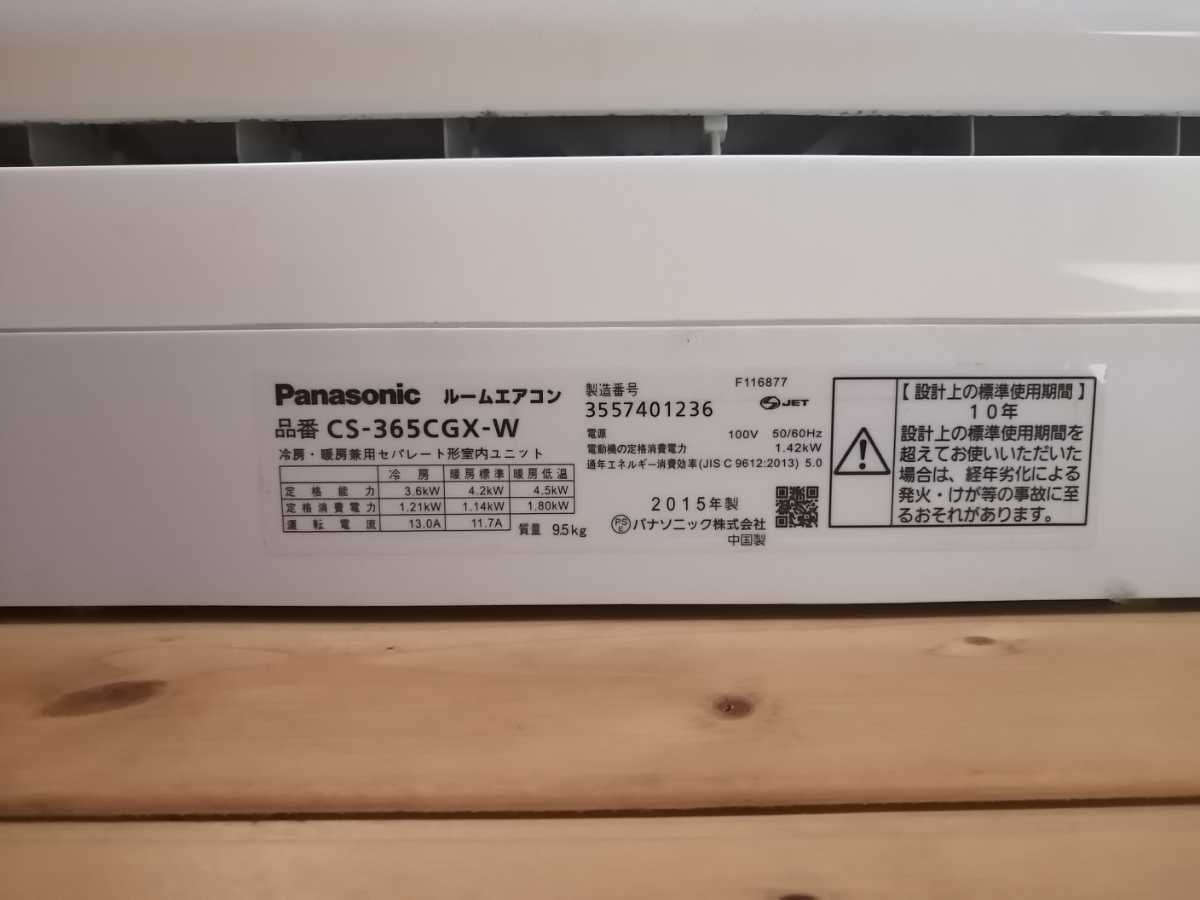 Panasonic ルームエアコン
品番 CS-365CGX-W
冷房・暖房兼用セパレート形室内ユニット
冷房 暖房標準 暖房低温
定格能力 3.6kW 4.2kW 4.5kW
定格消費電力 1.21kW 1.14kW 1.80kW
運転電流 13.0A 11.7A
質量 9.5kg
製造番号 F116877
3557401236 JET
電源 100V 50/60Hz
電動機の定格消費電力 1.42kW
通年エネルギー消費効率(JIS C 9612:2013) 5.0
2015年製
PSE パナソニック株式会社
中国製
【設計上の標準使用期間】
10年
設計上の標準使用期間を
超えてお使いいただいた
場合は、経年劣化による
発火・けが等の事故に至
るおそれがあります。